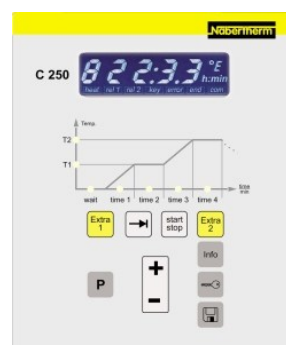 Nabertherm
C 250
8 2 2:3.3 °E
h:min
heat rel 1 rel 2 key error end com
Temp.
T2
T1
time
min
wait time 1 time 2 time 3 time 4
Extra
1
start
stop
Extra
2
Info
P
+
-